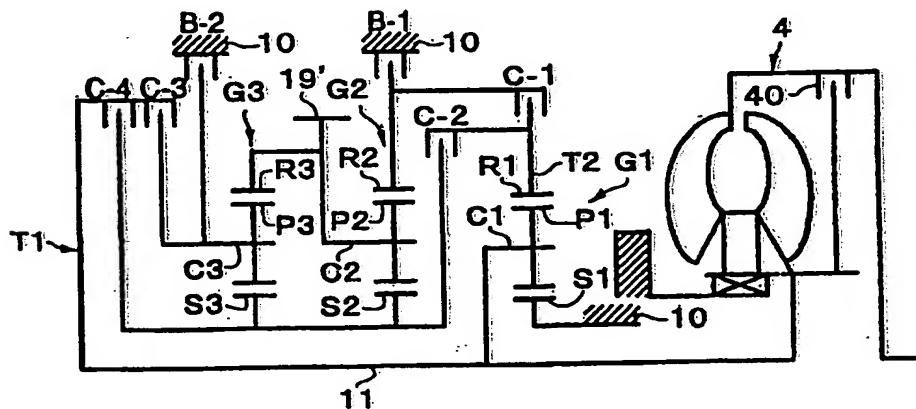 B-2
10
B-1
10
4
C-4
C-3
19'
C-1
40
G3
G2
C-2
R3
R2
R1
T2
G1
P3
P2
C1
P1
T1
C3
C2
S1
S3
S2
10
11